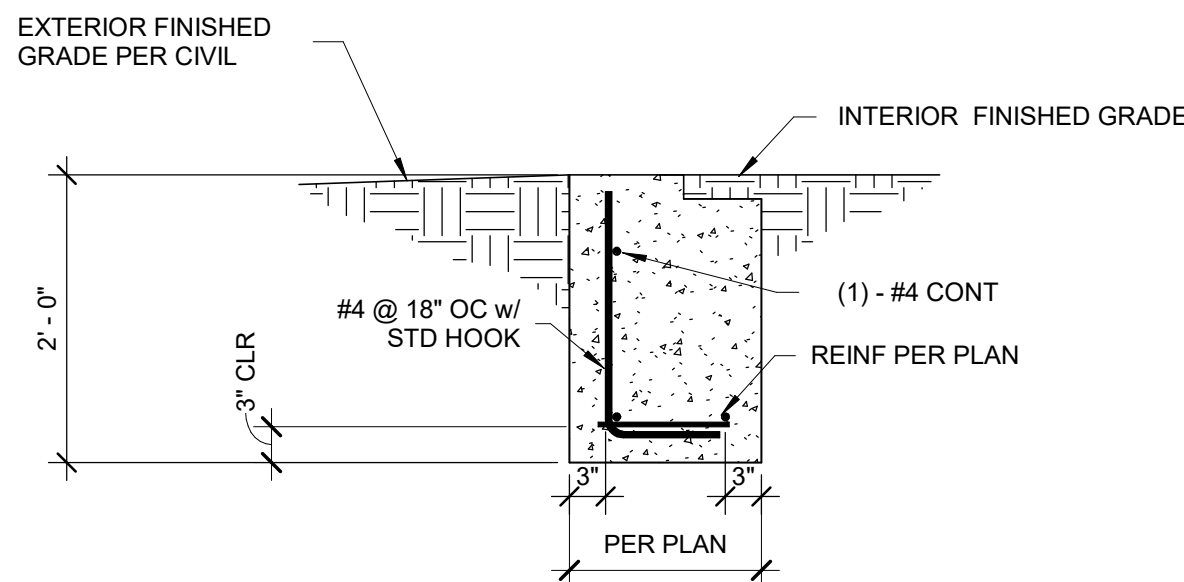 EXTERIOR FINISHED
GRADE PER CIVIL
INTERIOR  FINISHED GRADE
2' - 0"
3" CLR
#4 @ 18" OC w/
STD HOOK
(1) - #4 CONT
REINF PER PLAN
3"
3"
PER PLAN